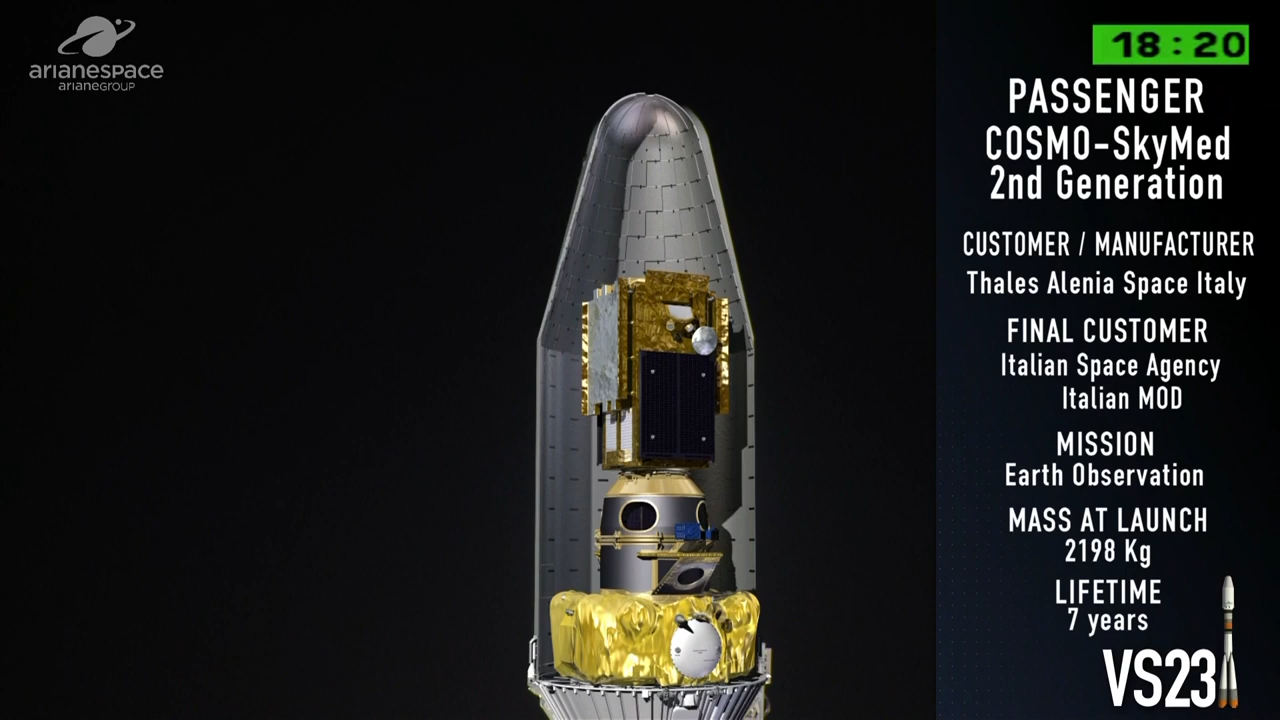 arianespace
arianeGROUP
18:20
PASSENGER
COSMO-SkyMed
2nd Generation
CUSTOMER / MANUFACTURER
Thales Alenia Space Italy
FINAL CUSTOMER
Italian Space Agency
Italian MOD
MISSION
Earth Observation
MASS AT LAUNCH
2198 Kg
LIFETIME
7 years
VS23